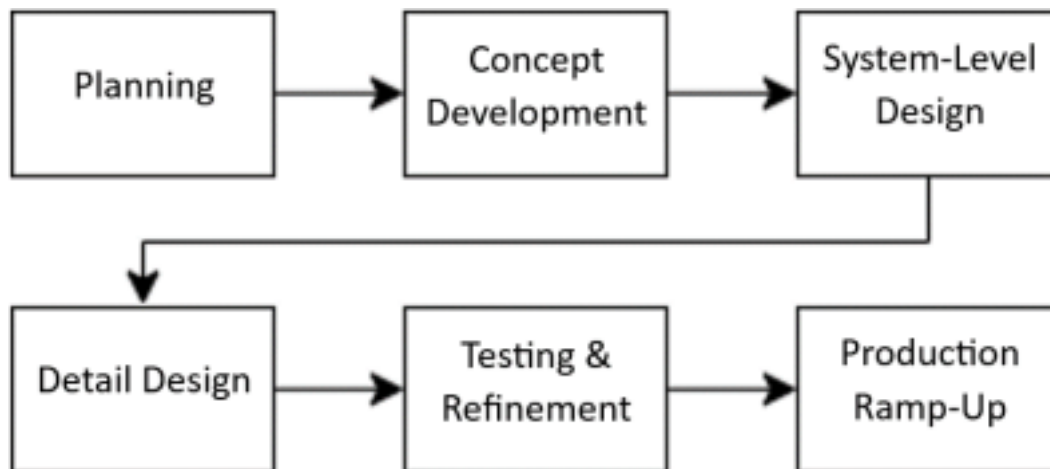 Planning
Concept
Development
System-Level
Design
Detail Design
Testing &
Refinement
Production
Ramp-Up